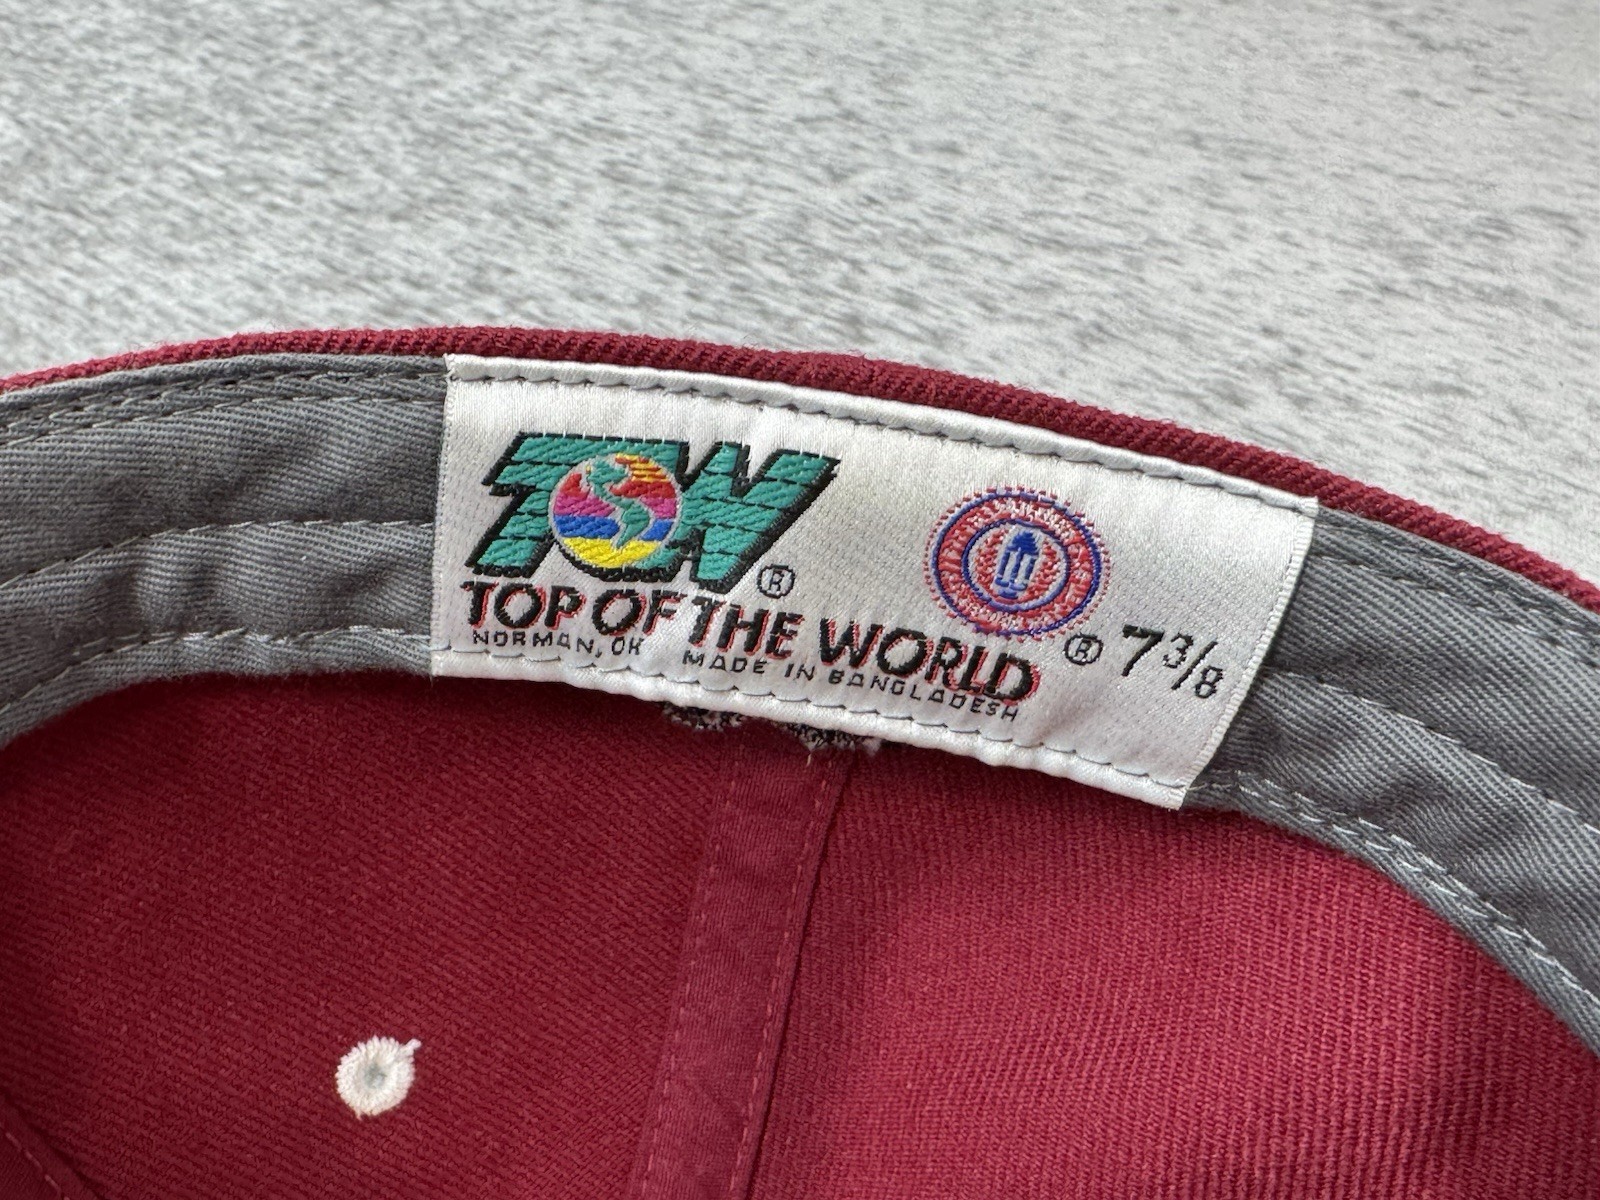 TOW®
TOP OF THE WORLD
NORMAN, OK MADE IN BANGLADESH
® 7 3/8